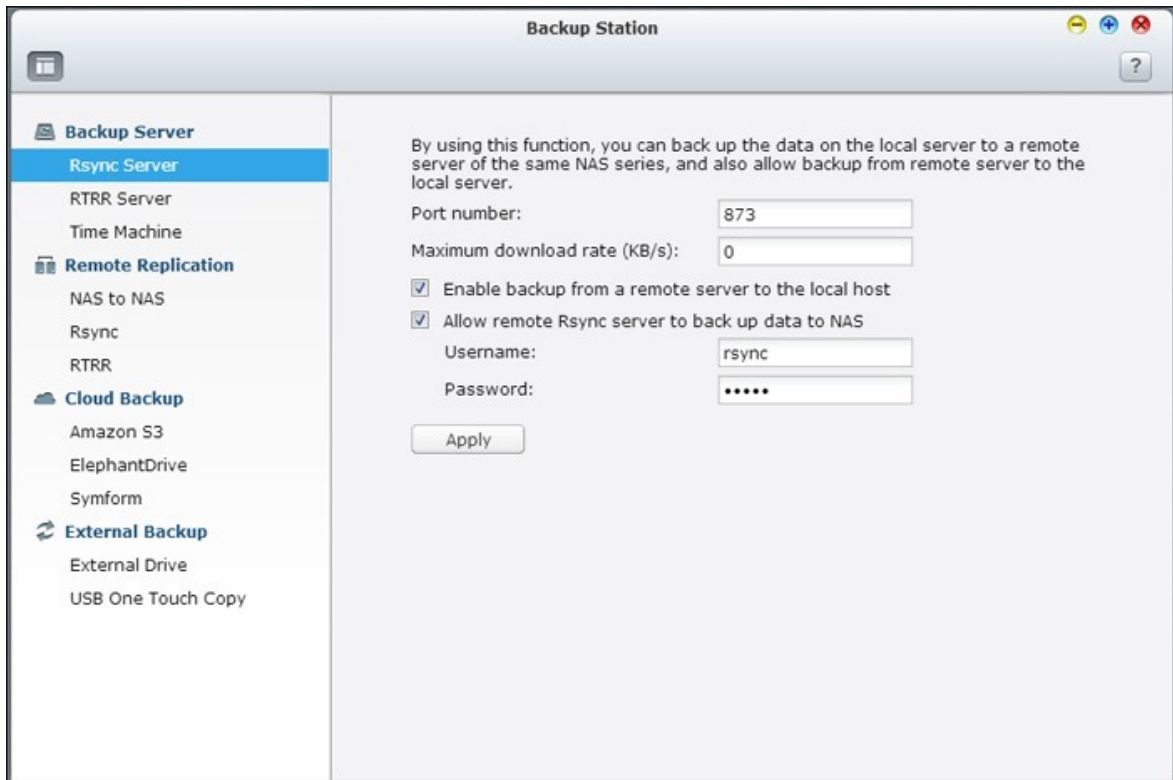 Backup Station
?
Backup Server
Rsync Server
RTRR Server
Time Machine
Remote Replication
NAS to NAS
Rsync
RTRR
Cloud Backup
Amazon S3
ElephantDrive
Symform
External Backup
External Drive
USB One Touch Copy
By using this function, you can back up the data on the local server to a remote
server of the same NAS series, and also allow backup from remote server to the
local server.
Port number: 873
Maximum download rate (KB/s): 0
Enable backup from a remote server to the local host
Allow remote Rsync server to back up data to NAS
Username: rsync
Password: •••••
Apply